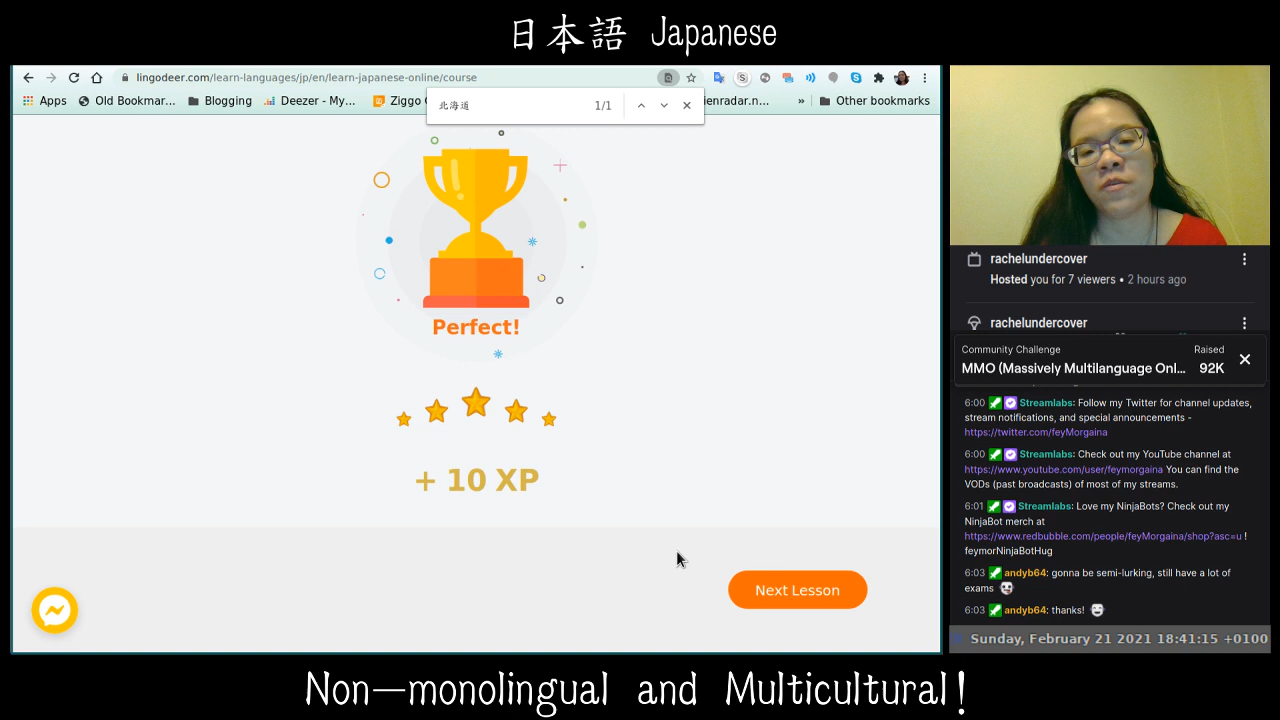 日本語 Japanese
lingodeer.com/learn-languages/jp/en/learn-japanese-online/course
Apps
Old Bookmar...
Blogging
Deezer - My...
Ziggo
ienradar.n...
»
Other bookmarks
北海道
1/1
Perfect!
+ 10 XP
Next Lesson
rachelundercover
Hosted you for 7 viewers • 2 hours ago
rachelundercover
Community Challenge
Raised
MMO (Massively Multilanguage Onl...
92K
6:00 Streamlabs: Follow my Twitter for channel updates,
stream notifications, and special announcements -
https://twitter.com/feyMorgaina
6:00 Streamlabs: Check out my YouTube channel at
https://www.youtube.com/user/feymorgaina You can find the
VODs (past broadcasts) of most of my streams.
6:01 Streamlabs: Love my NinjaBots? Check out my
NinjaBot merch at
https://www.redbubble.com/people/feyMorgaina/shop?asc=u !
feymorNinjaBotHug
6:03 andyb64: gonna be semi-lurking, still have a lot of
exams
6:03 andyb64: thanks!
Sunday, February 21 2021 18:41:15 +0100
Non-monolingual and Multicultural!